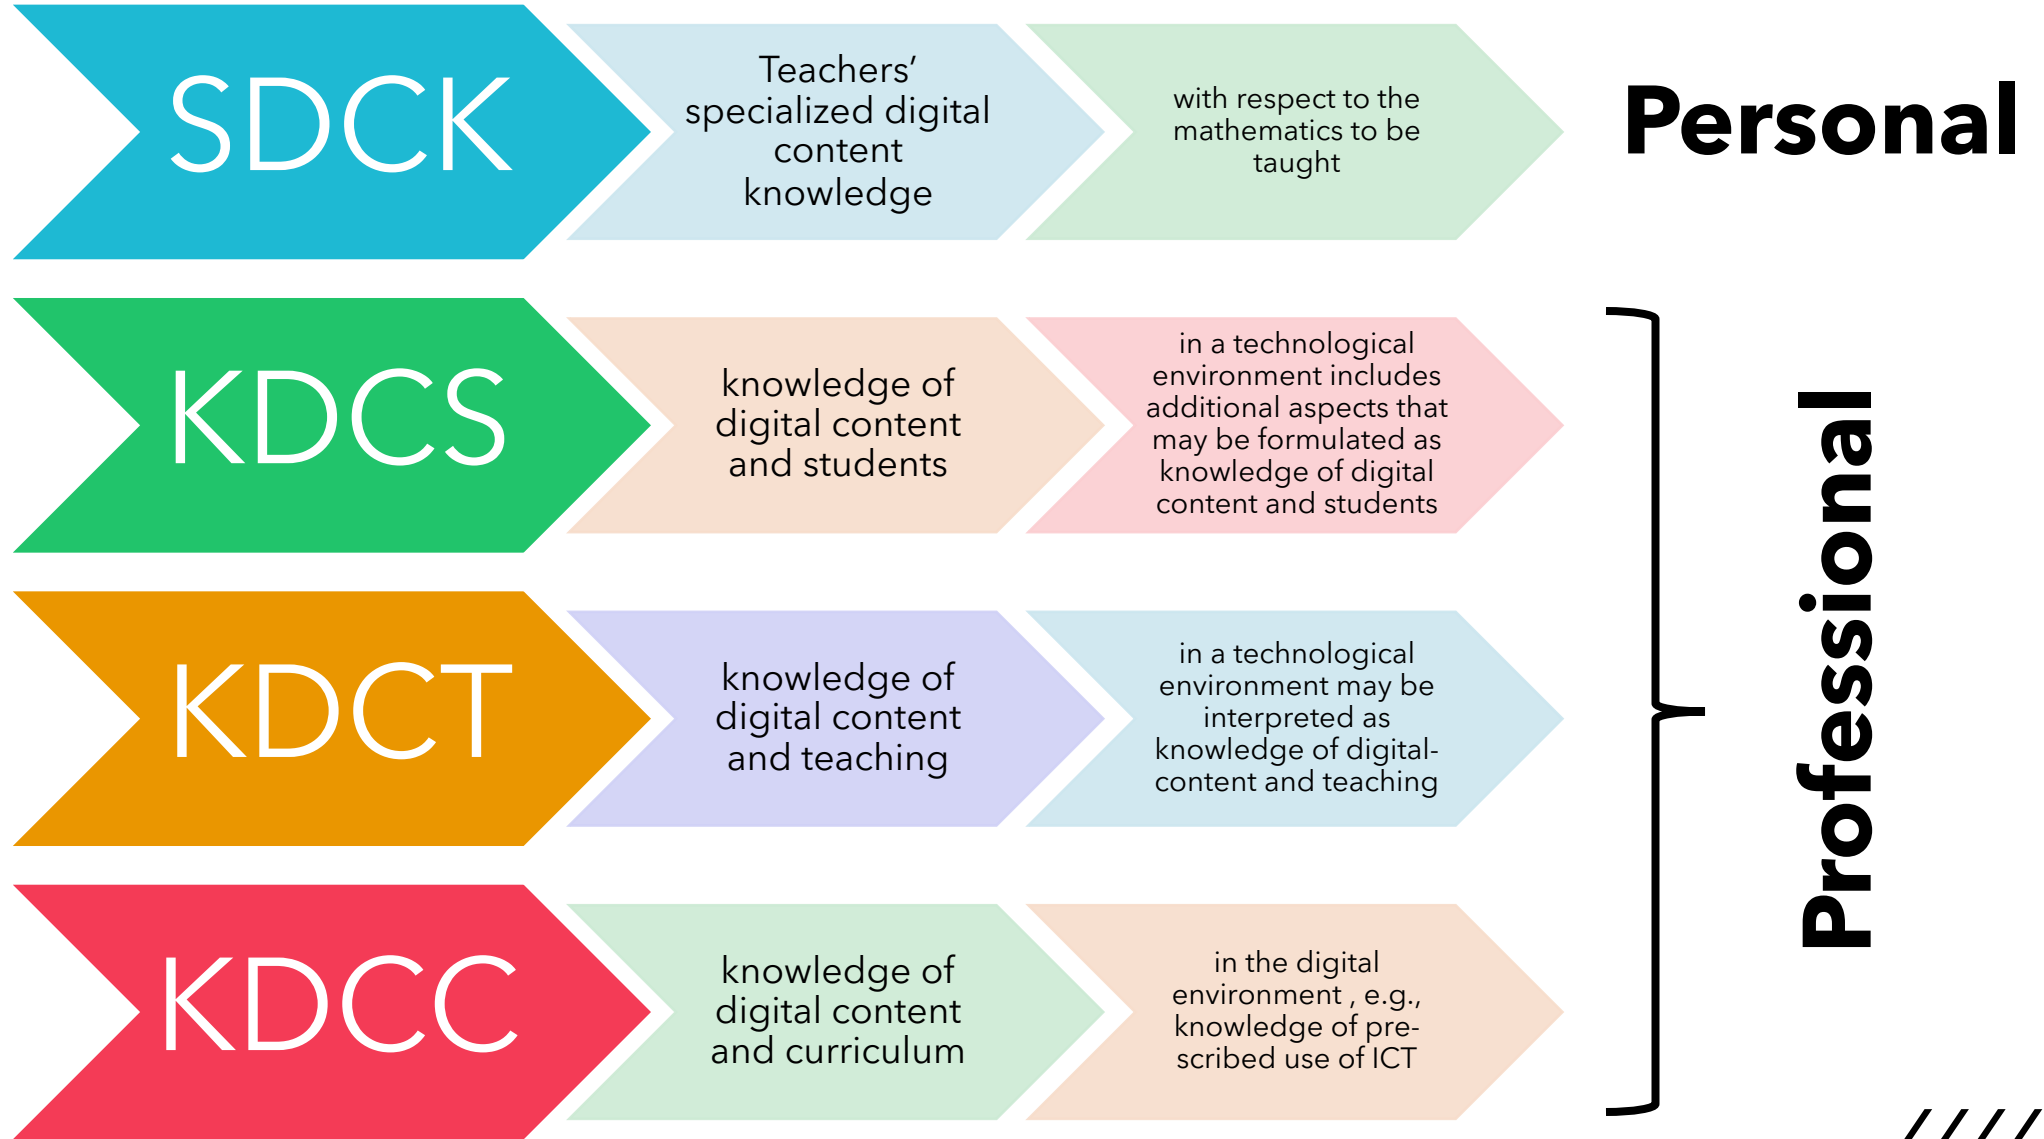 SDCK
Teachers'
specialized digital
content
knowledge
with respect to the
mathematics to be
taught
Personal
KDCS
knowledge of
digital content
and students
in a technological
environment includes
additional aspects that
may be formulated as
knowledge of digital
content and students
KDCT
knowledge of
digital content
and teaching
in a technological
environment may be
interpreted as
knowledge of digital-
content and teaching
KDCC
knowledge of
digital content
and curriculum
in the digital
environment , e.g.,
knowledge of pre-
scribed use of ICT
Professional